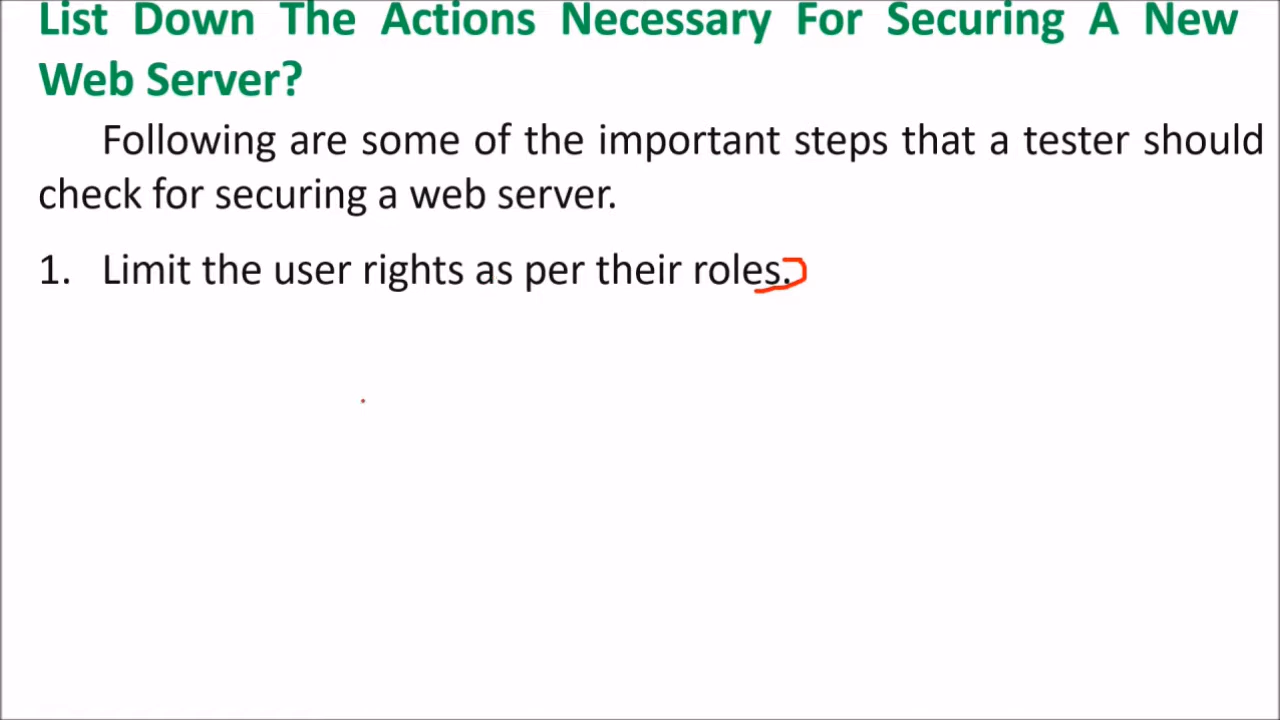 List Down The Actions Necessary For Securing A New
Web Server?
Following are some of the important steps that a tester should
check for securing a web server.
1. Limit the user rights as per their roles.